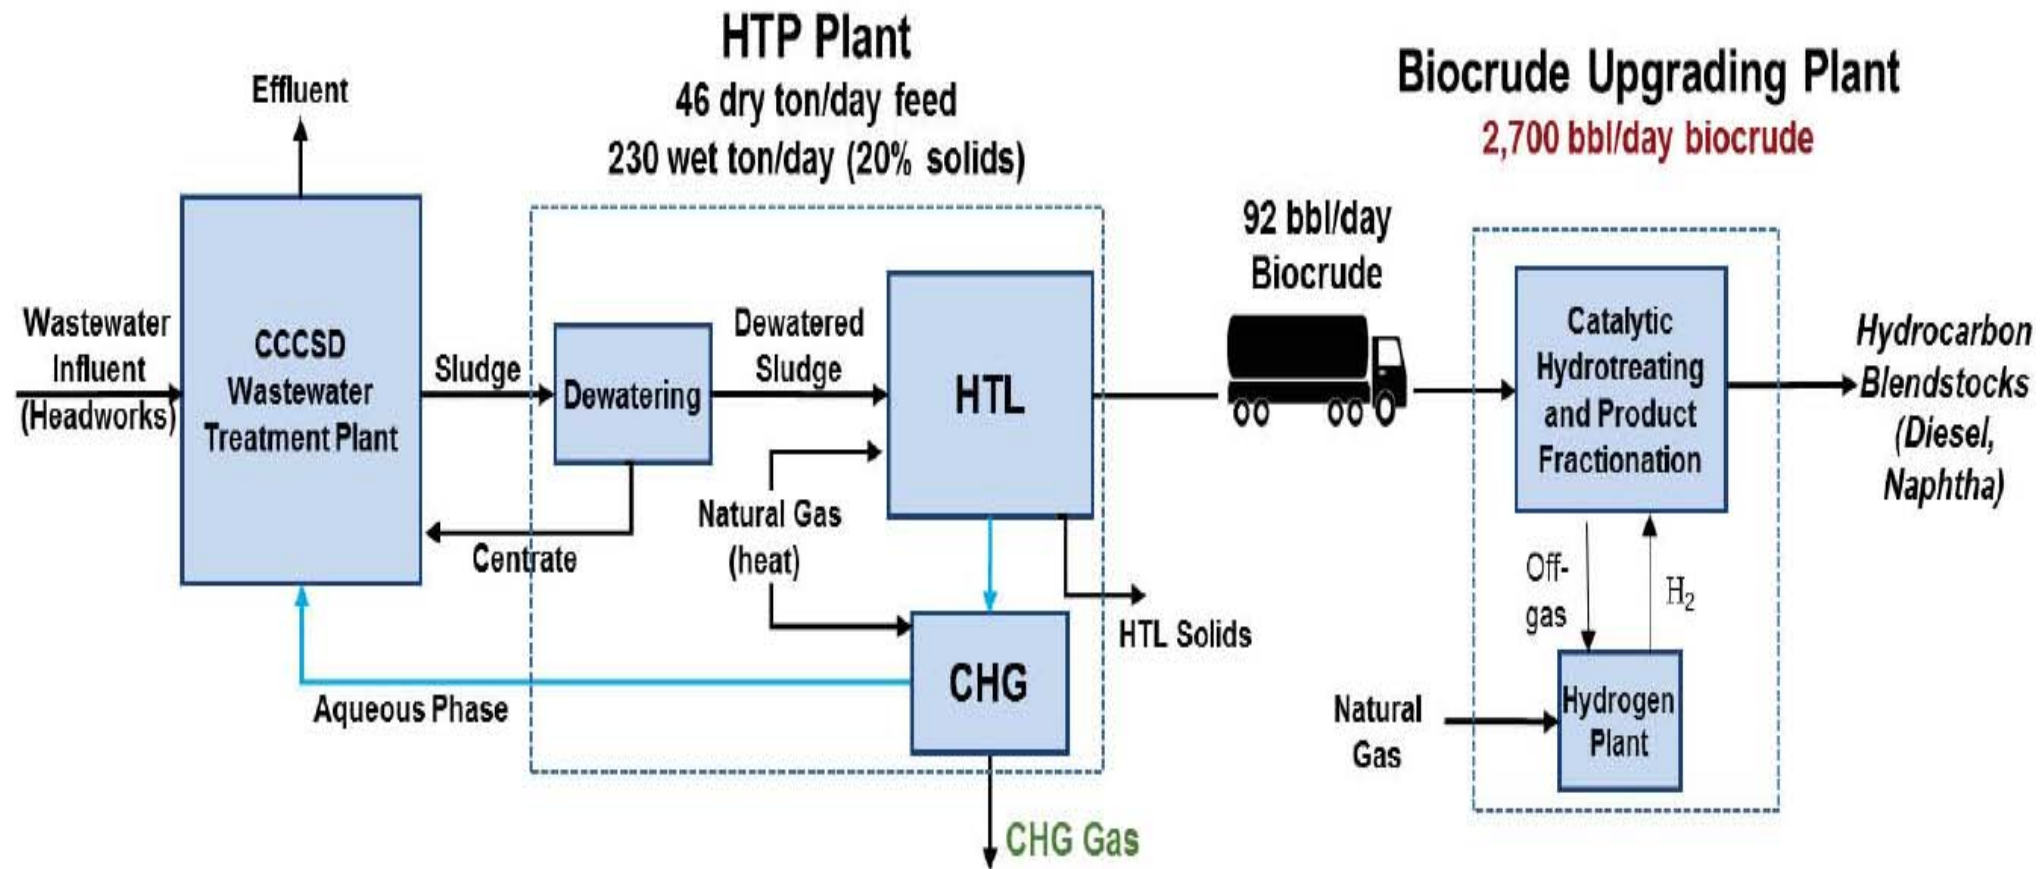 HTP Plant
46 dry ton/day feed
230 wet ton/day (20% solids)
Biocrude Upgrading Plant
2,700 bbl/day biocrude
Effluent
Wastewater
Influent
(Headworks)
CCCSD
Wastewater
Treatment Plant
Sludge
Dewatering
Dewatered
Sludge
HTL
92 bbl/day
Biocrude
Catalytic
Hydrotreating
and Product
Fractionation
Hydrocarbon
Blendstocks
(Diesel,
Naphtha)
Centrate
Natural Gas
(heat)
Off-
gas
H₂
HTL Solids
CHG
Aqueous Phase
Natural
Gas
Hydrogen
Plant
CHG Gas